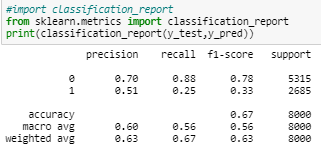 #import classification_report
from sklearn.metrics import classification_report
print(classification_report(y_test,y_pred))
precision recall f1-score support
0 0.70 0.88 0.78 5315
1 0.51 0.25 0.33 2685
accuracy 0.67 8000
macro avg 0.60 0.56 0.56 8000
weighted avg 0.63 0.67 0.63 8000